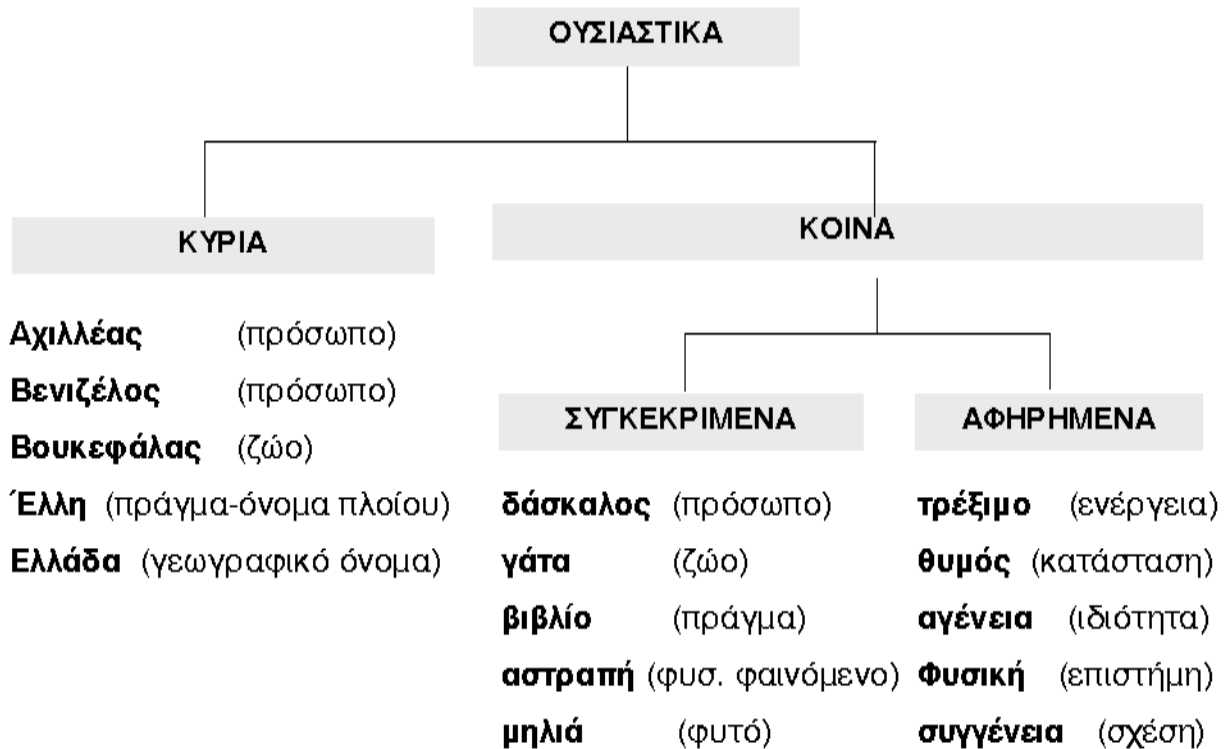 ΟΥΣΙΑΣΤΙΚΑ
ΚΥΡΙΑ
Αχιλλέας (πρόσωπο)
Βενιζέλος (πρόσωπο)
Βουκεφάλας (ζώο)
Έλλη (πράγμα-όνομα πλοίου)
Ελλάδα (γεωγραφικό όνομα)
ΚΟΙΝΑ
ΣΥΓΚΕΚΡΙΜΕΝΑ
δάσκαλος (πρόσωπο)
γάτα (ζώο)
βιβλίο (πράγμα)
αστραπή (φυσ. φαινόμενο)
μηλιά (φυτό)
ΑΦΗΡΗΜΕΝΑ
τρέξιμο (ενέργεια)
θυμός (κατάσταση)
αγένεια (ιδιότητα)
Φυσική (επιστήμη)
συγγένεια (σχέση)